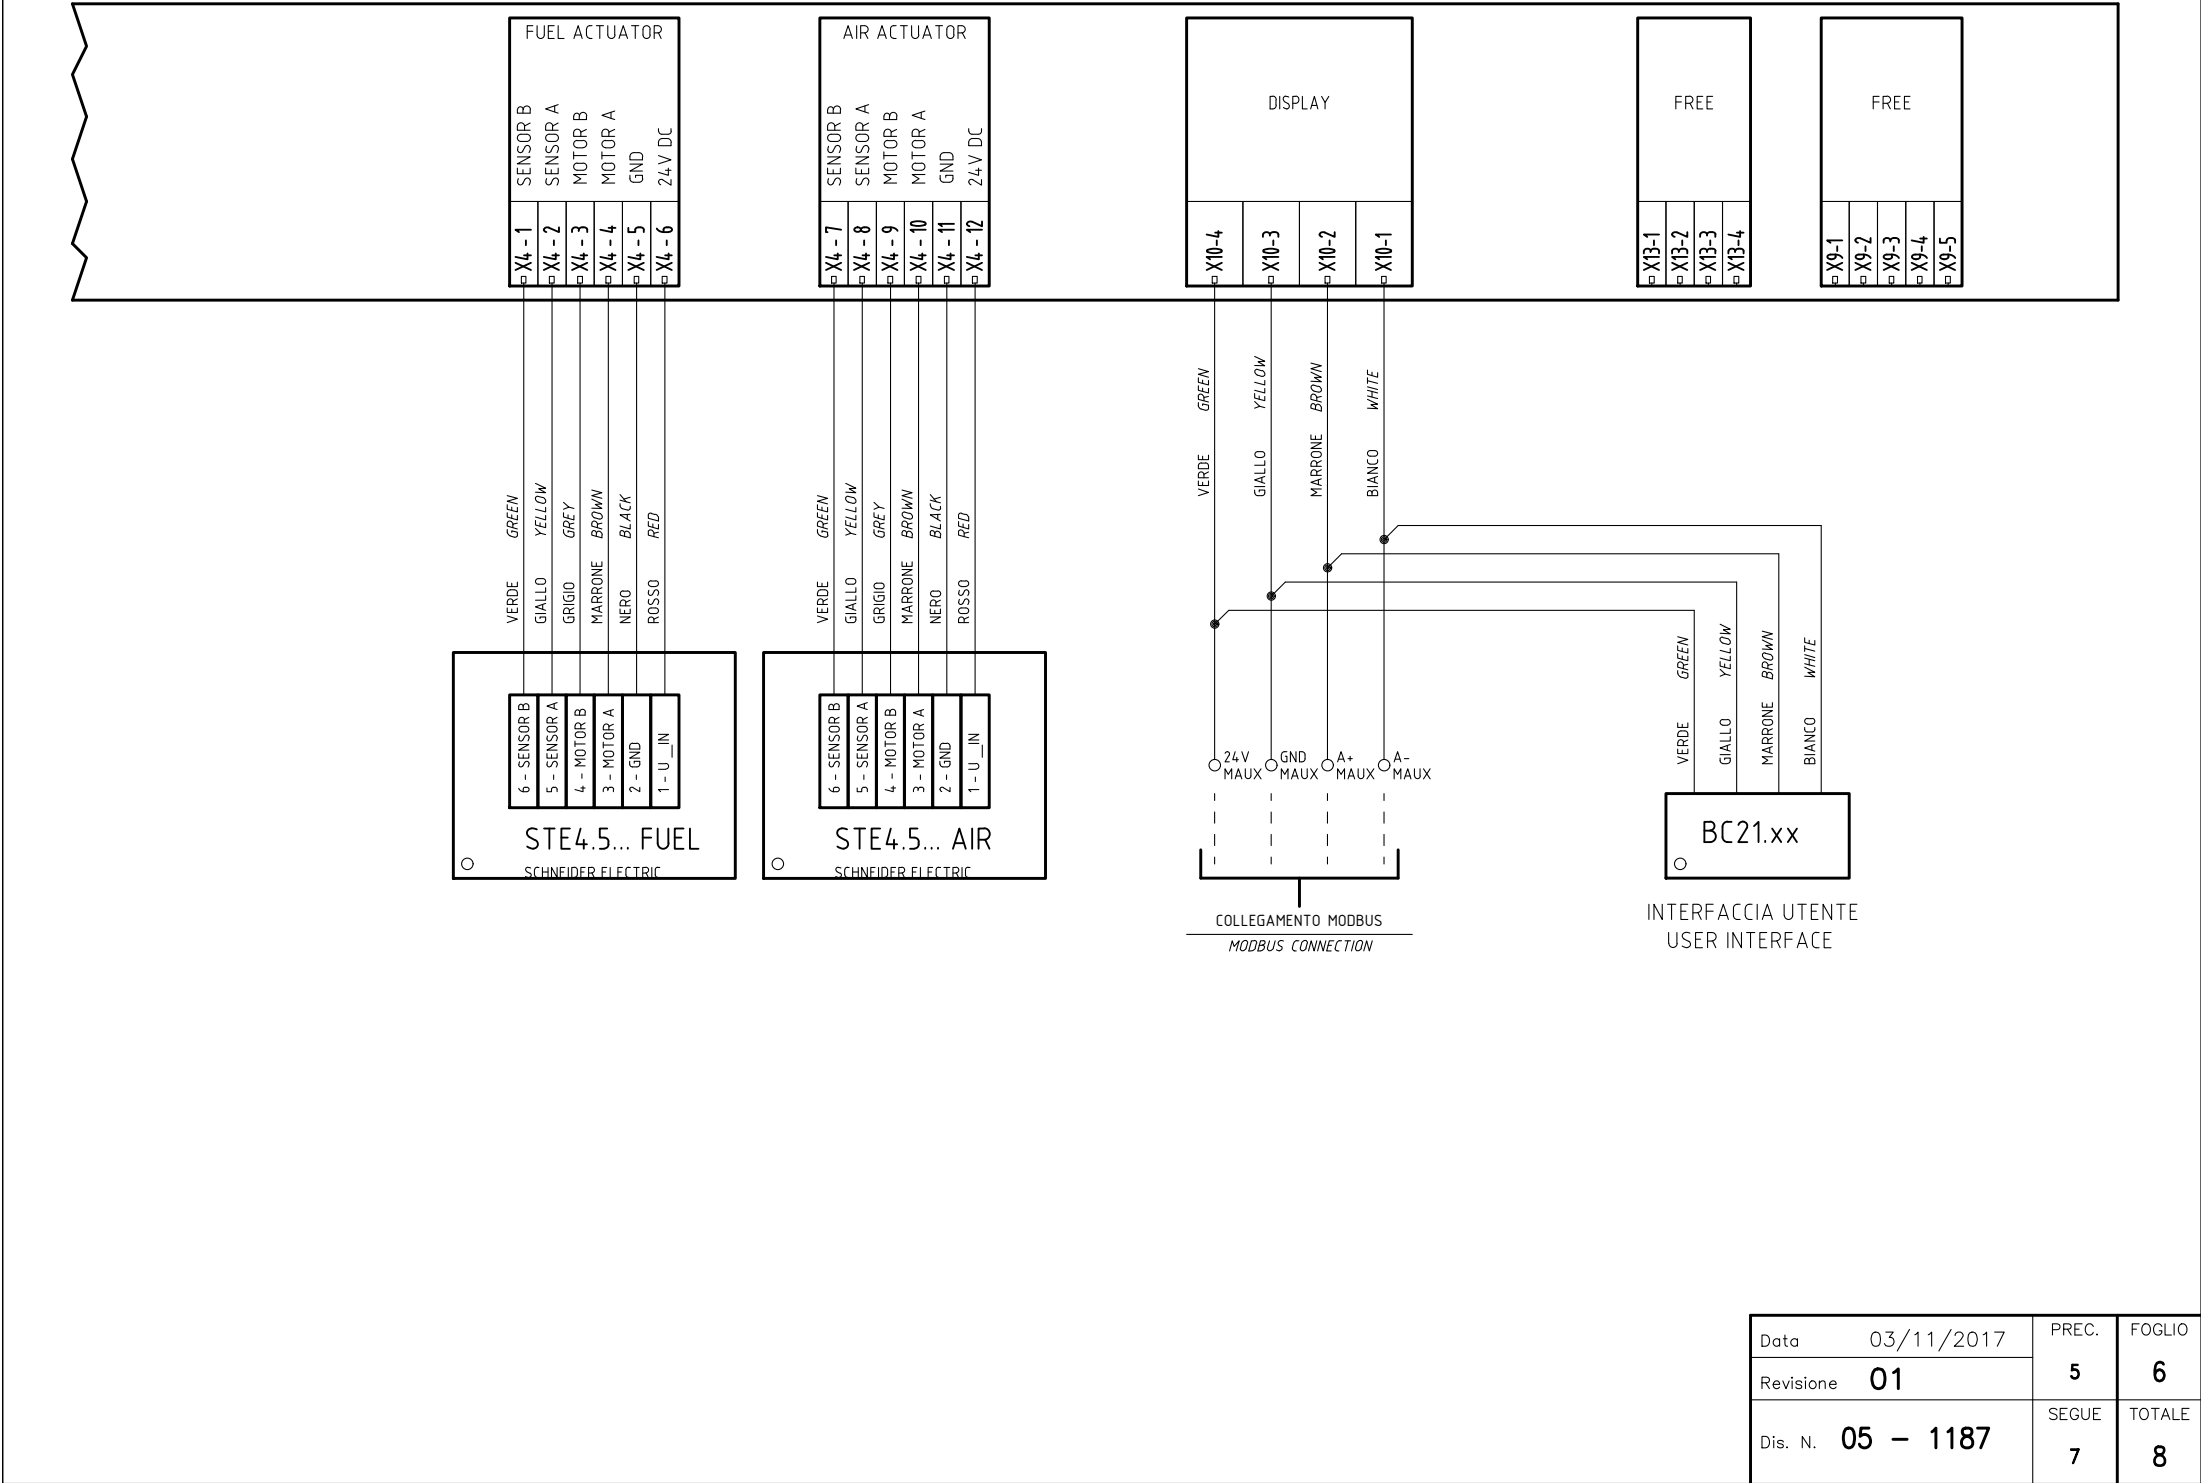 FUEL ACTUATOR
SENSOR B
SENSOR A
MOTOR B
MOTOR A
GND
24V DC
X4 - 1
X4 - 2
X4 - 3
X4 - 4
X4 - 5
X4 - 6
AIR ACTUATOR
SENSOR B
SENSOR A
MOTOR B
MOTOR A
GND
24V DC
X4 - 7
X4 - 8
X4 - 9
X4 - 10
X4 - 11
X4 - 12
DISPLAY
X10-4
X10-3
X10-2
X10-1
FREE
X13-1
X13-2
X13-3
X13-4
FREE
X9-1
X9-2
X9-3
X9-4
X9-5
VERDE GREEN
GIALLO YELLOW
GRIGIO GREY
MARRONE BROWN
NERO BLACK
ROSSO RED
VERDE GREEN
GIALLO YELLOW
GRIGIO GREY
MARRONE BROWN
NERO BLACK
ROSSO RED
VERDE GREEN
GIALLO YELLOW
MARRONE BROWN
BIANCO WHITE
VERDE GREEN
GIALLO YELLOW
MARRONE BROWN
BIANCO WHITE
6 - SENSOR B
5 - SENSOR A
4 - MOTOR B
3 - MOTOR A
2 - GND
1 - U_IN
STE4.5... FUEL
SCHNEIDER ELECTRIC
6 - SENSOR B
5 - SENSOR A
4 - MOTOR B
3 - MOTOR A
2 - GND
1 - U_IN
STE4.5... AIR
SCHNEIDER ELECTRIC
24V
MAUX
GND
MAUX
A+
MAUX
A-
MAUX
COLLEGAMENTO MODBUS
MODBUS CONNECTION
BC21.xx
INTERFACCIA UTENTE
USER INTERFACE
Data 03/11/2017
Revisione 01
Dis. N. 05 - 1187
PREC.
5
FOGLIO
6
SEGUE
7
TOTALE
8